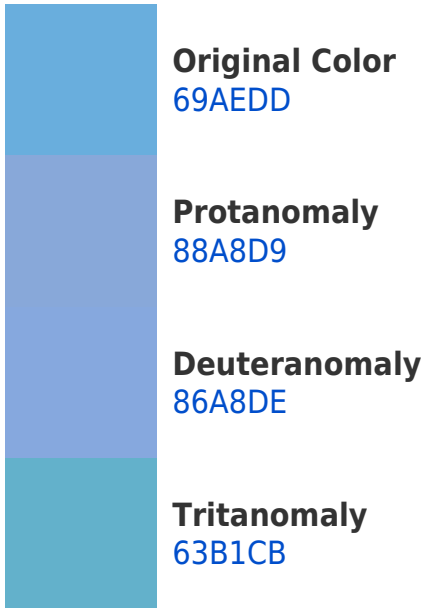 Original Color
69AEDD
Protanomaly
88A8D9
Deuteranomaly
86A8DE
Tritanomaly
63B1CB